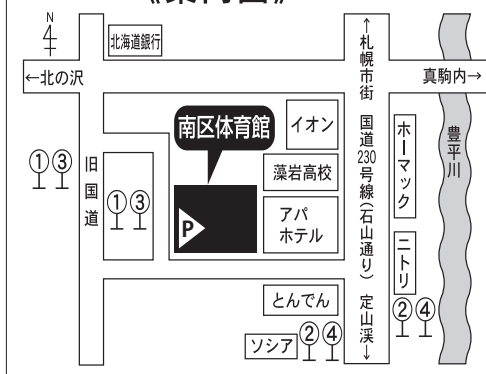 《案内図》
N
北海道銀行
←北の沢
真駒内→
↑札幌市街 国道230号線(石山通り) 定山渓↓
南区体育館
イオン
藻岩高校
アパ
ホテル
P
ホーマック
豊平川
①③
旧国道
①③
ニトリ
②④
とんでん
ソシア
②④